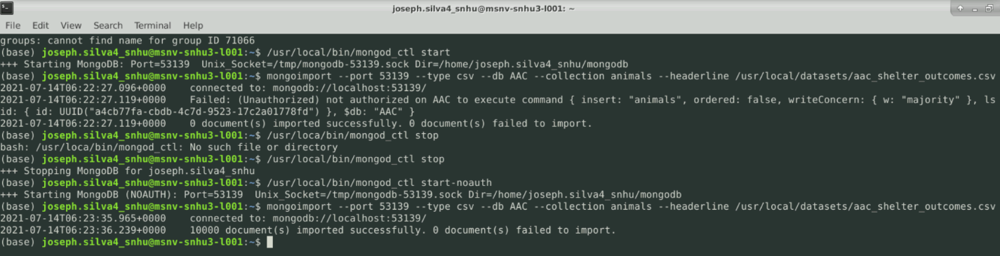 joseph.silva4_snhu@msnv-snhu3-l001: ~
File Edit View Search Terminal Help
groups: cannot find name for group ID 71066
(base) joseph.silva4_snhu@msnv-snhu3-l001:~$ /usr/local/bin/mongod_ctl start
+++ Starting MongoDB: Port=53139  Unix_Socket=/tmp/mongodb-53139.sock Dir=/home/joseph.silva4_snhu/mongodb
(base) joseph.silva4_snhu@msnv-snhu3-l001:~$ mongoimport --port 53139 --type csv --db AAC --collection animals --headerline /usr/local/datasets/aac_shelter_outcomes.csv
2021-07-14T06:22:27.096+0000    connected to: mongodb://localhost:53139/
2021-07-14T06:22:27.119+0000    Failed: (Unauthorized) not authorized on AAC to execute command { insert: "animals", ordered: false, writeConcern: { w: "majority" }, ls
id: { id: UUID("a4cb77fa-cbdb-4c7d-9523-17c2a01778fd") }, $db: "AAC" }
2021-07-14T06:22:27.119+0000    0 document(s) imported successfully. 0 document(s) failed to import.
(base) joseph.silva4_snhu@msnv-snhu3-l001:~$ /usr/loca/bin/mongod_ctl stop
bash: /usr/loca/bin/mongod_ctl: No such file or directory
(base) joseph.silva4_snhu@msnv-snhu3-l001:~$ /usr/local/bin/mongod_ctl stop
+++ Stopping MongoDB for joseph.silva4_snhu
(base) joseph.silva4_snhu@msnv-snhu3-l001:~$ /usr/local/bin/mongod_ctl start-noauth
+++ Starting MongoDB (NOAUTH): Port=53139  Unix_Socket=/tmp/mongodb-53139.sock Dir=/home/joseph.silva4_snhu/mongodb
(base) joseph.silva4_snhu@msnv-snhu3-l001:~$ mongoimport --port 53139 --type csv --db AAC --collection animals --headerline /usr/local/datasets/aac_shelter_outcomes.csv
2021-07-14T06:23:35.965+0000    connected to: mongodb://localhost:53139/
2021-07-14T06:23:36.239+0000    10000 document(s) imported successfully. 0 document(s) failed to import.
(base) joseph.silva4_snhu@msnv-snhu3-l001:~$